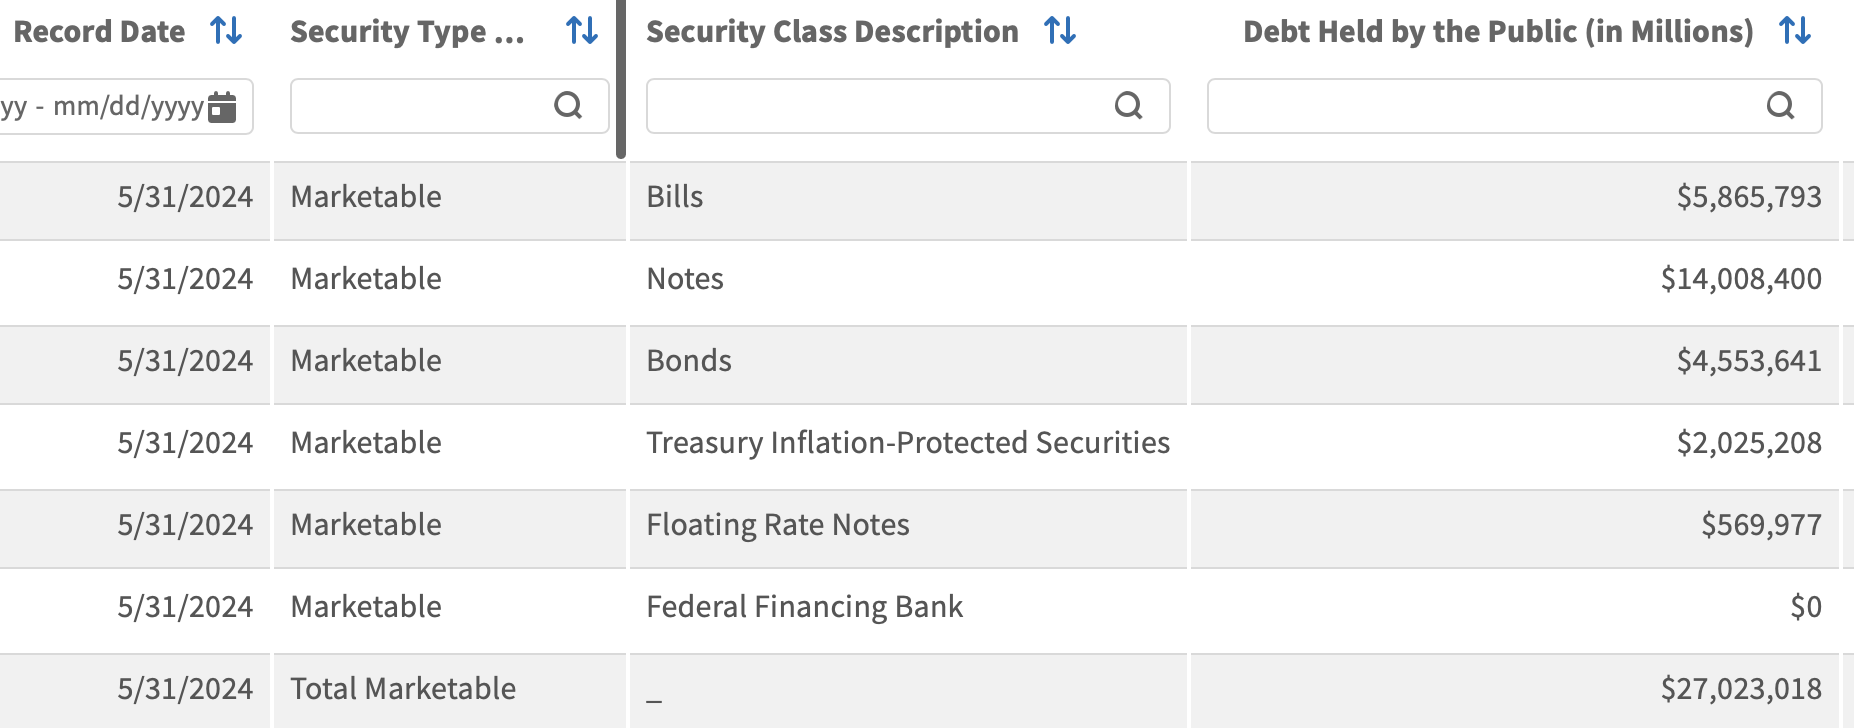 Record Date Security Type ... Security Class Description Debt Held by the Public (in Millions)
yy - mm/dd/yyyy
5/31/2024 Marketable Bills $5,865,793
5/31/2024 Marketable Notes $14,008,400
5/31/2024 Marketable Bonds $4,553,641
5/31/2024 Marketable Treasury Inflation-Protected Securities $2,025,208
5/31/2024 Marketable Floating Rate Notes $569,977
5/31/2024 Marketable Federal Financing Bank $0
5/31/2024 Total Marketable _ $27,023,018